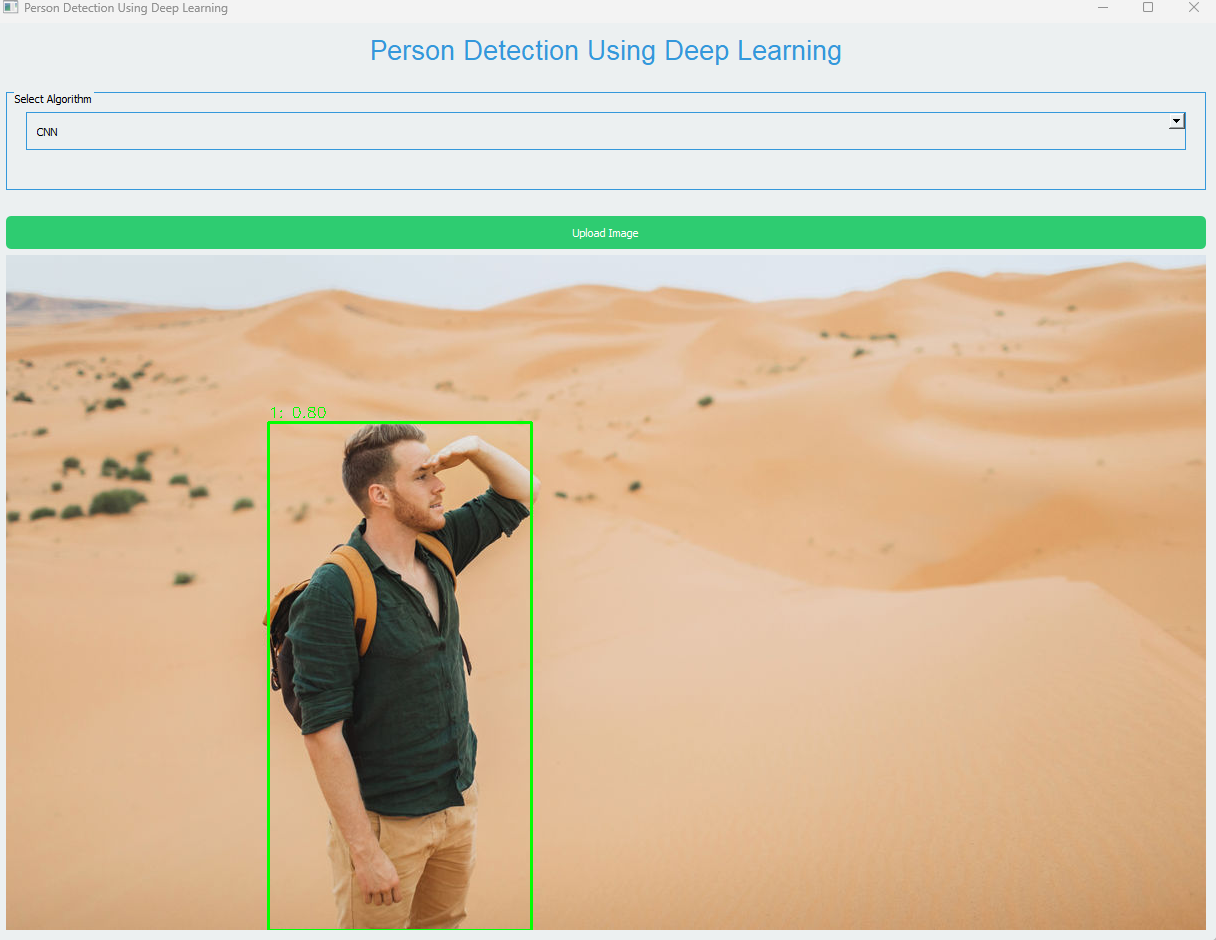 Person Detection Using Deep Learning
Person Detection Using Deep Learning
Select Algorithm
CNN
Upload Image
1: 0.80